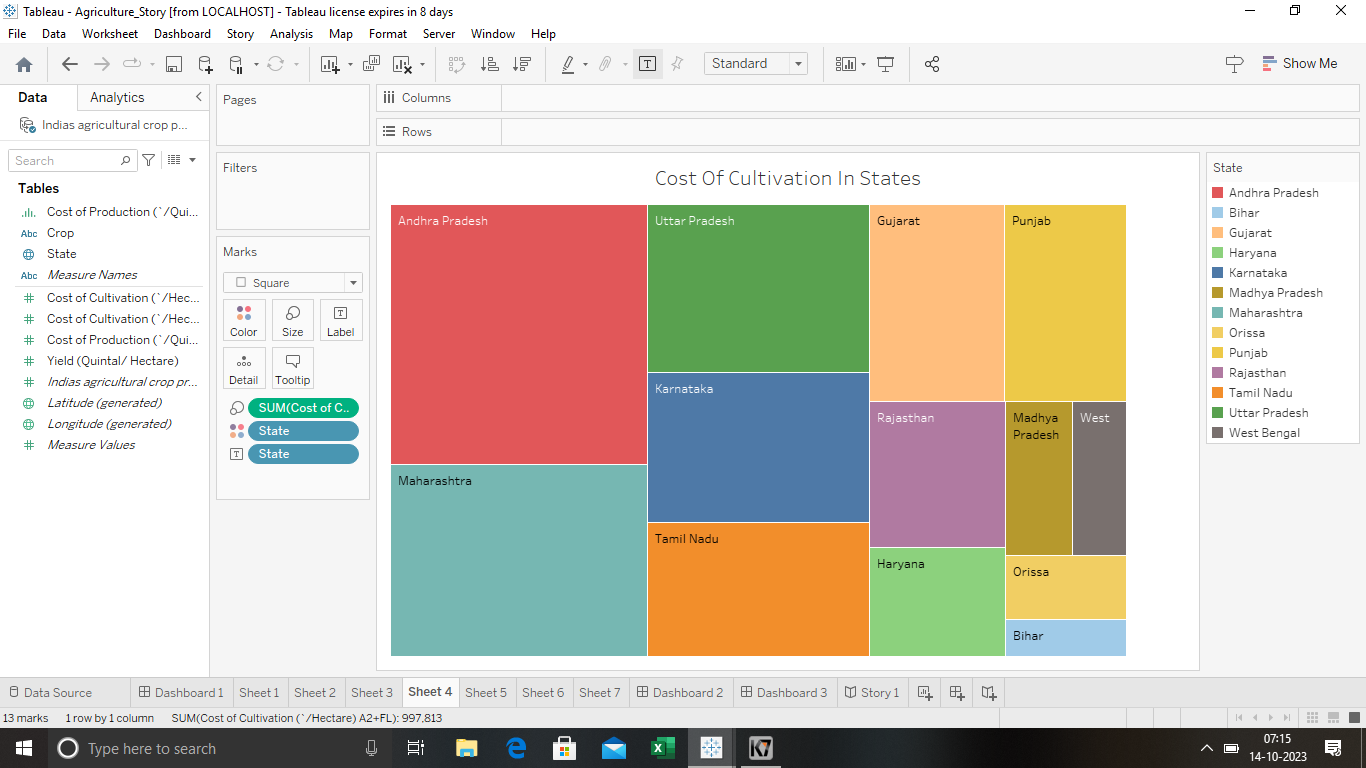 Tableau - Agriculture_Story [from LOCALHOST] - Tableau license expires in 8 days
File Data Worksheet Dashboard Story Analysis Map Format Server Window Help
Standard
Show Me
Data Analytics
Indias agricultural crop p...
Search
Tables
Cost of Production (`/Qui...
Abc Crop
State
Abc Measure Names
Cost of Cultivation (`/Hec...
Cost of Cultivation (`/Hec...
Cost of Production (`/Qui...
Yield (Quintal/ Hectare)
Indias agricultural crop pr...
Latitude (generated)
Longitude (generated)
Measure Values
Pages
Filters
Marks
Square
Color Size Label
Detail Tooltip
SUM(Cost of C..
State
State
Columns
Rows
Cost Of Cultivation In States
Andhra Pradesh
Maharashtra
Uttar Pradesh
Karnataka
Tamil Nadu
Gujarat
Punjab
Rajasthan
Haryana
Madhya
Pradesh
West
Orissa
Bihar
State
Andhra Pradesh
Bihar
Gujarat
Haryana
Karnataka
Madhya Pradesh
Maharashtra
Orissa
Punjab
Rajasthan
Tamil Nadu
Uttar Pradesh
West Bengal
Data Source Dashboard 1 Sheet 1 Sheet 2 Sheet 3 Sheet 4 Sheet 5 Sheet 6 Sheet 7 Dashboard 2 Dashboard 3 Story 1
13 marks 1 row by 1 column SUM(Cost of Cultivation (`/Hectare) A2+FL): 997,813
Type here to search
K7
07:15
14-10-2023